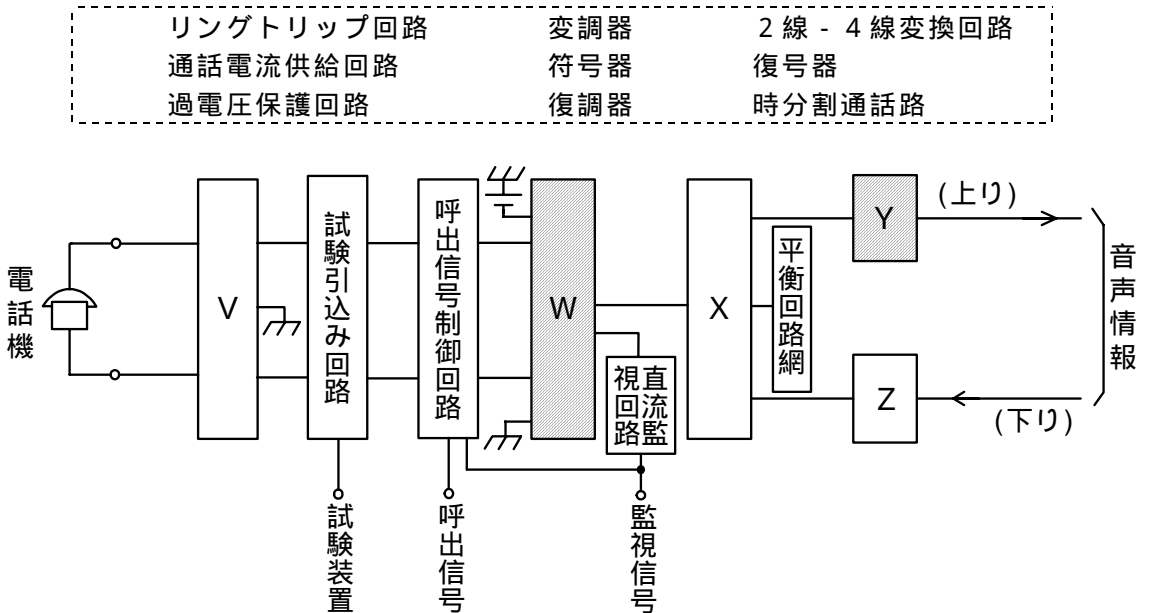 リングトリップ回路 変調器 2線-4線変換回路
通話電流供給回路 符号器 復号器
過電圧保護回路 復調器 時分割通話路
電話機
V
試験引込み回路
呼出信号制御回路
W
直流監
視回路
X
平衡回路網
Y
Z
(上り)
(下り)
音声情報
試験装置
呼出信号
監視信号